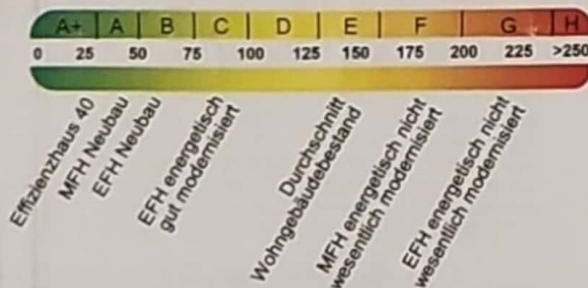 A+ A B C D E F G H
0 25 50 75 100 125 150 175 200 225 >250
Effizienzhaus 40
MFH Neubau
EFH Neubau
EFH energetisch
gut modernisiert
Durchschnitt
Wohngebäudebestand
MFH energetisch nicht
wesentlich modernisiert
EFH energetisch nicht
wesentlich modernisiert